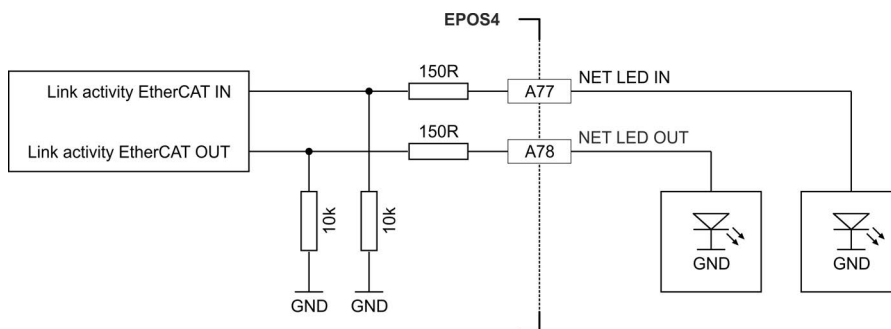 EPOS4
150R
Link activity EtherCAT IN
A77
NET LED IN
150R
Link activity EtherCAT OUT
A78
NET LED OUT
10k
10k
GND
GND
GND
GND